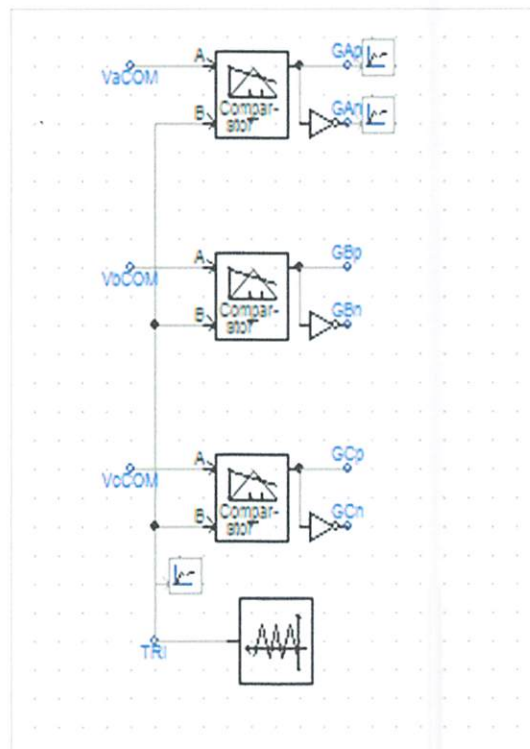 A
VaCOM
B
Compar-
ator
GAp
GAn
A
VbCOM
B
Compar-
ator
GBp
GBn
A
VcCOM
B
Compar-
ator
GCp
GCn
TRI